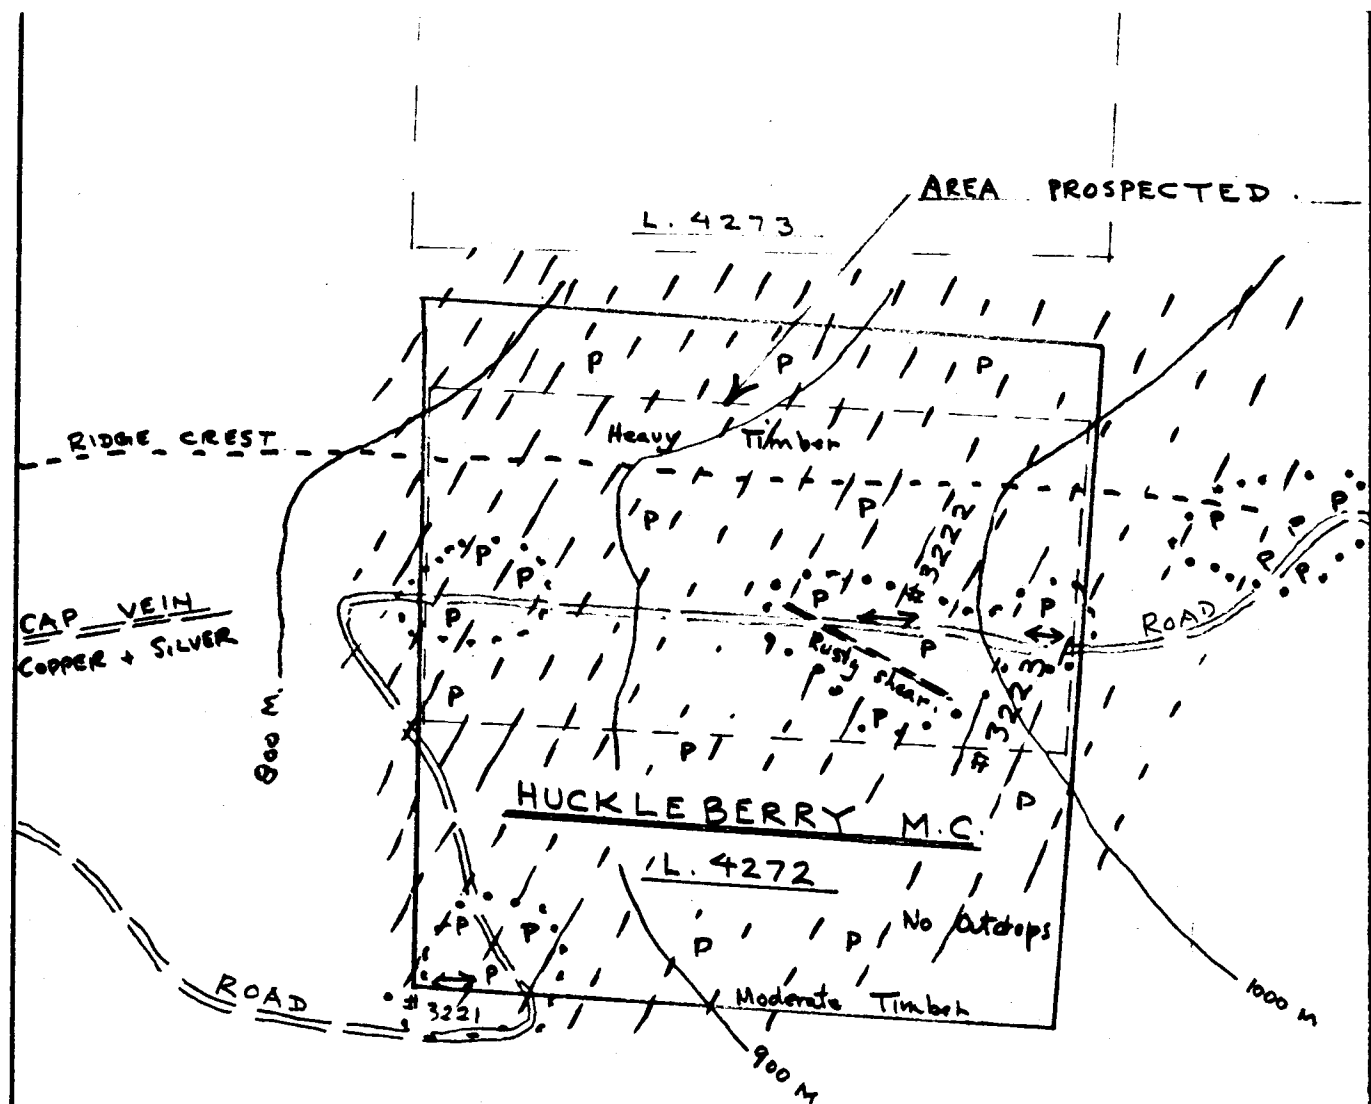 AREA PROSPECTED.
L. 4273
P P P
RIDGE CREST
Heavy Timber
P P
# 3222
P P P
P P P
P P P P
CAP VEIN
COPPER + SILVER
ROAD
Rusty shear.
P
P
P
P
# 322
800 M.
HUCKLEBERRY M.C.
P
L. 4272
No Outcrops
P P
P P
P
ROAD
# 3221
Moderate Timber
1000 M
900 M